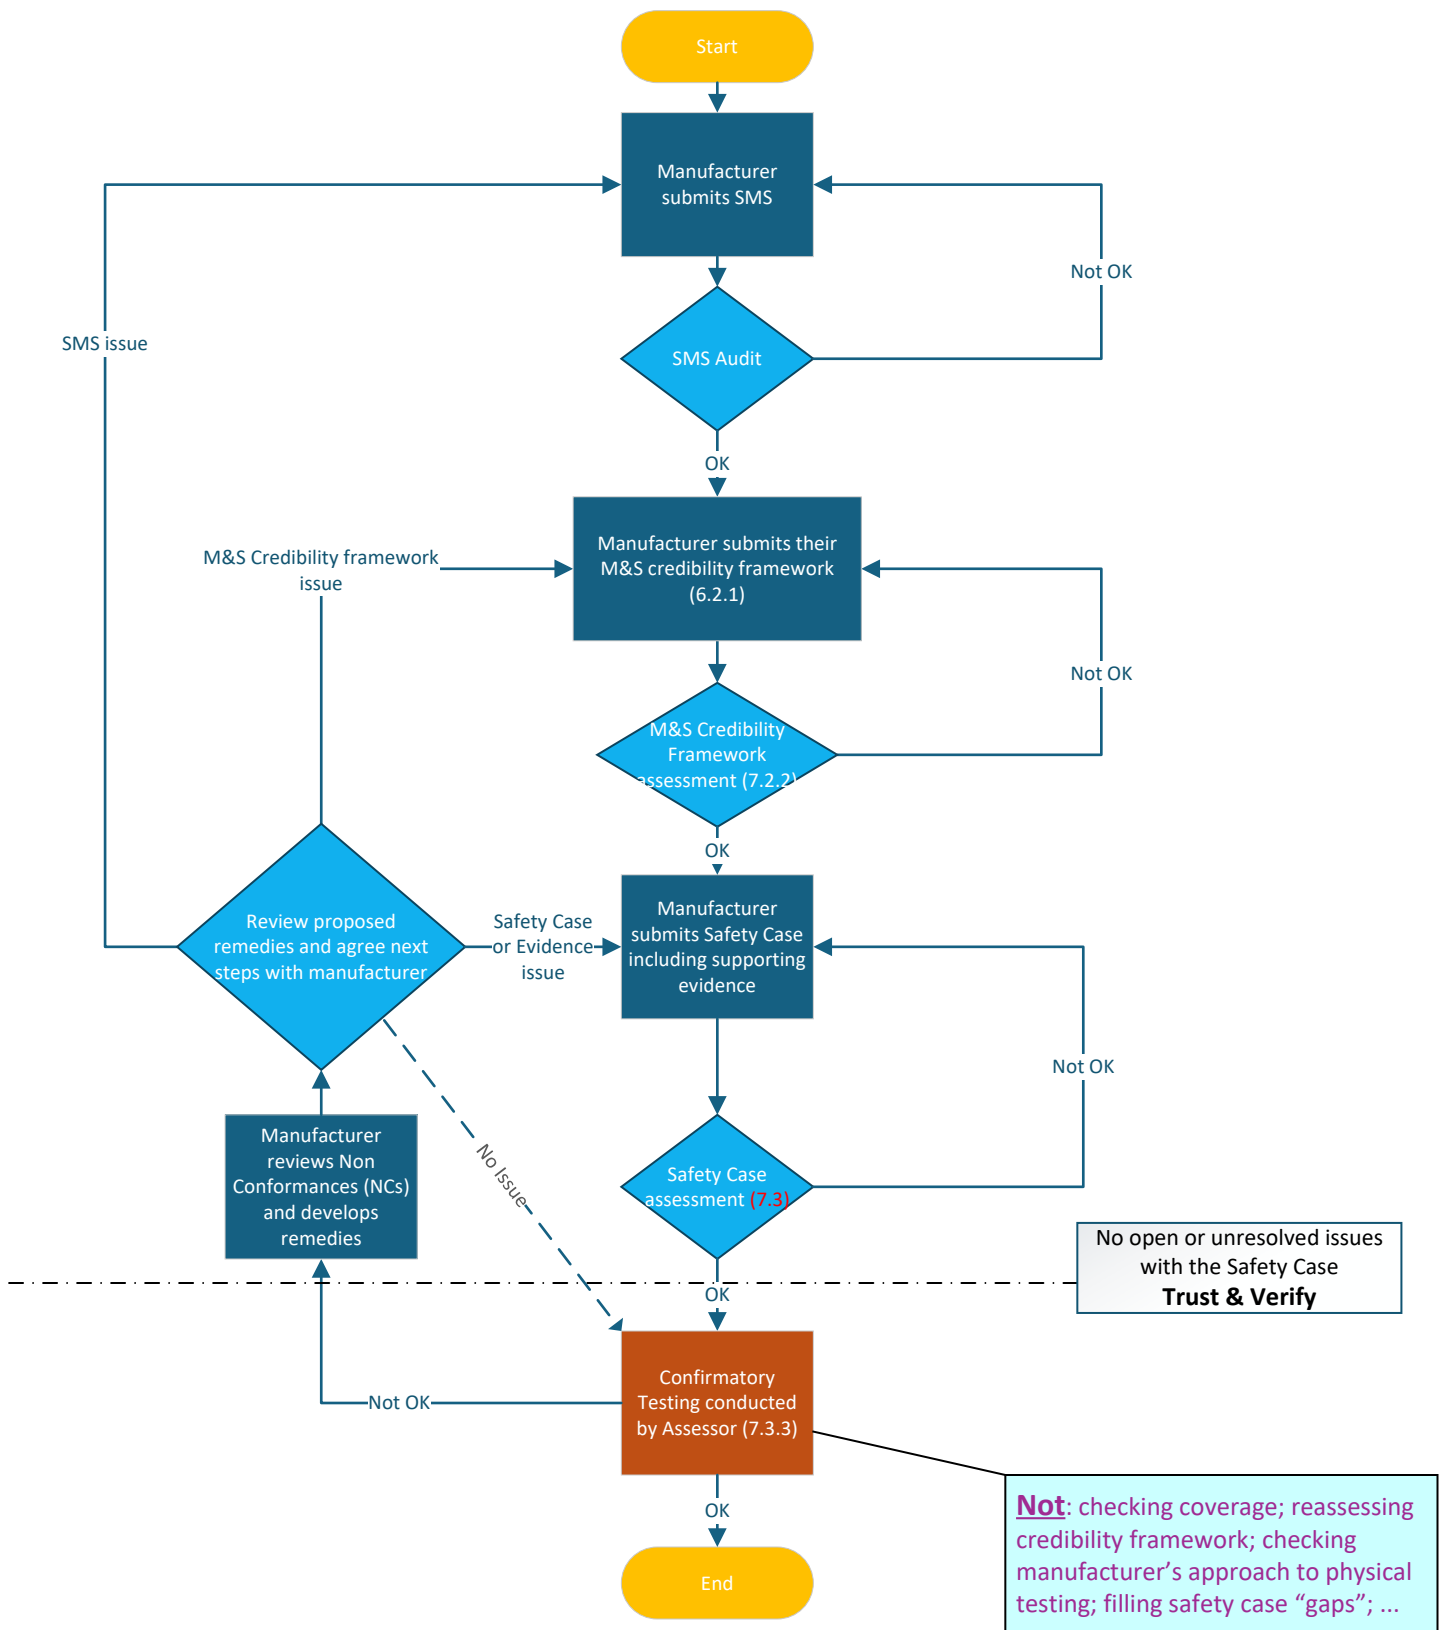 Start
Manufacturer
submits SMS
Not OK
SMS issue
SMS Audit
OK
M&S Credibility framework
issue
Manufacturer submits their
M&S credibility framework
(6.2.1)
Not OK
M&S Credibility
Framework
assessment (7.2.2)
OK
Review proposed
remedies and agree next
steps with manufacturer
Safety Case
or Evidence
issue
Manufacturer
submits Safety Case
including supporting
evidence
Not OK
Manufacturer
reviews Non
Conformances (NCs)
and develops
remedies
No Issue
Safety Case
assessment (7.3)
No open or unresolved issues
with the Safety Case
Trust & Verify
OK
Confirmatory
Testing conducted
by Assessor (7.3.3)
Not OK
OK
Not: checking coverage; reassessing
credibility framework; checking
manufacturer’s approach to physical
testing; filling safety case “gaps”; ...
End